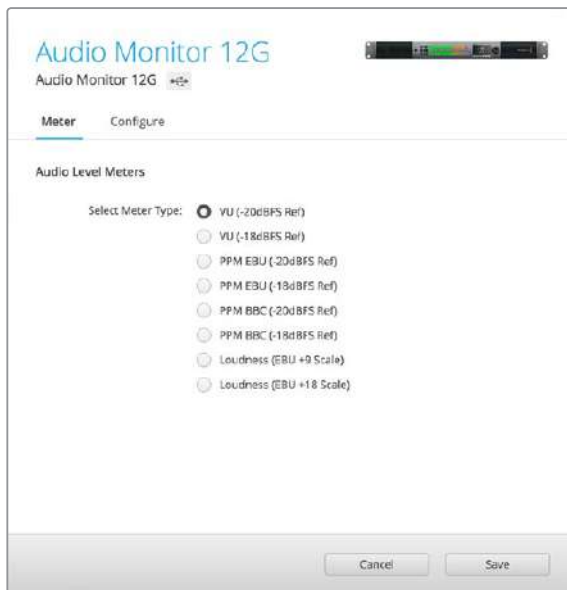 Audio Monitor 12G
Audio Monitor 12G
Meter Configure
Audio Level Meters
Select Meter Type: VU (-20dBFS Ref)
VU (-18dBFS Ref)
PPM EBU (-20dBFS Ref)
PPM EBU (-18dBFS Ref)
PPM BBC (-20dBFS Ref)
PPM BBC (-18dBFS Ref)
Loudness (EBU +9 Scale)
Loudness (EBU +18 Scale)
Cancel Save